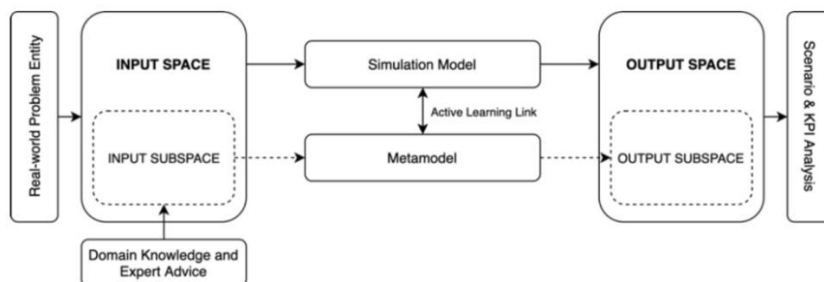 Real-world Problem Entity
INPUT SPACE
INPUT SUBSPACE
Domain Knowledge and
Expert Advice
Simulation Model
Active Learning Link
Metamodel
OUTPUT SPACE
OUTPUT SUBSPACE
Scenario & KPI Analysis